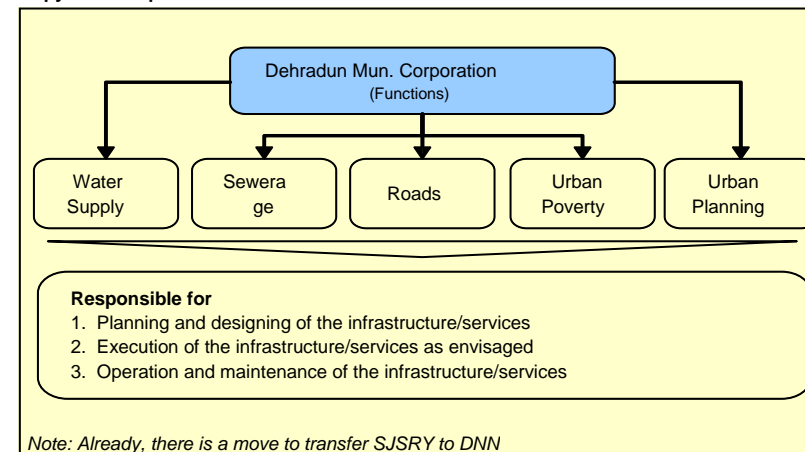 Dehradun Mun. Corporation
(Functions)
Water
Supply
Sewera
ge
Roads
Urban
Poverty
Urban
Planning
Responsible for
1. Planning and designing of the infrastructure/services
2. Execution of the infrastructure/services as envisaged
3. Operation and maintenance of the infrastructure/services
Note: Already, there is a move to transfer SJSRY to DNN